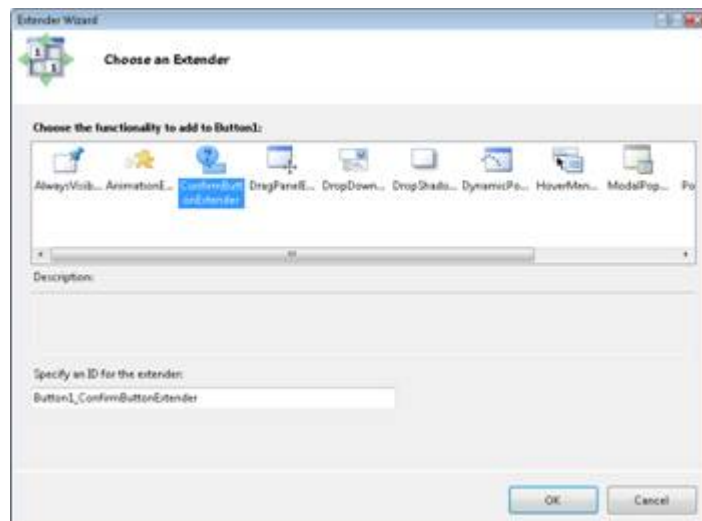 Extender Wizard
Choose an Extender
Choose the functionality to add to Button1:
AlwaysVisib... AnimationE... ConfirmButt onExtender DragPanelE... DropDown... DropShado... DynamicPo... HoverMen... ModalPop... Po
Description:
Specify an ID for the extender:
Button1_ConfirmButtonExtender
OK Cancel